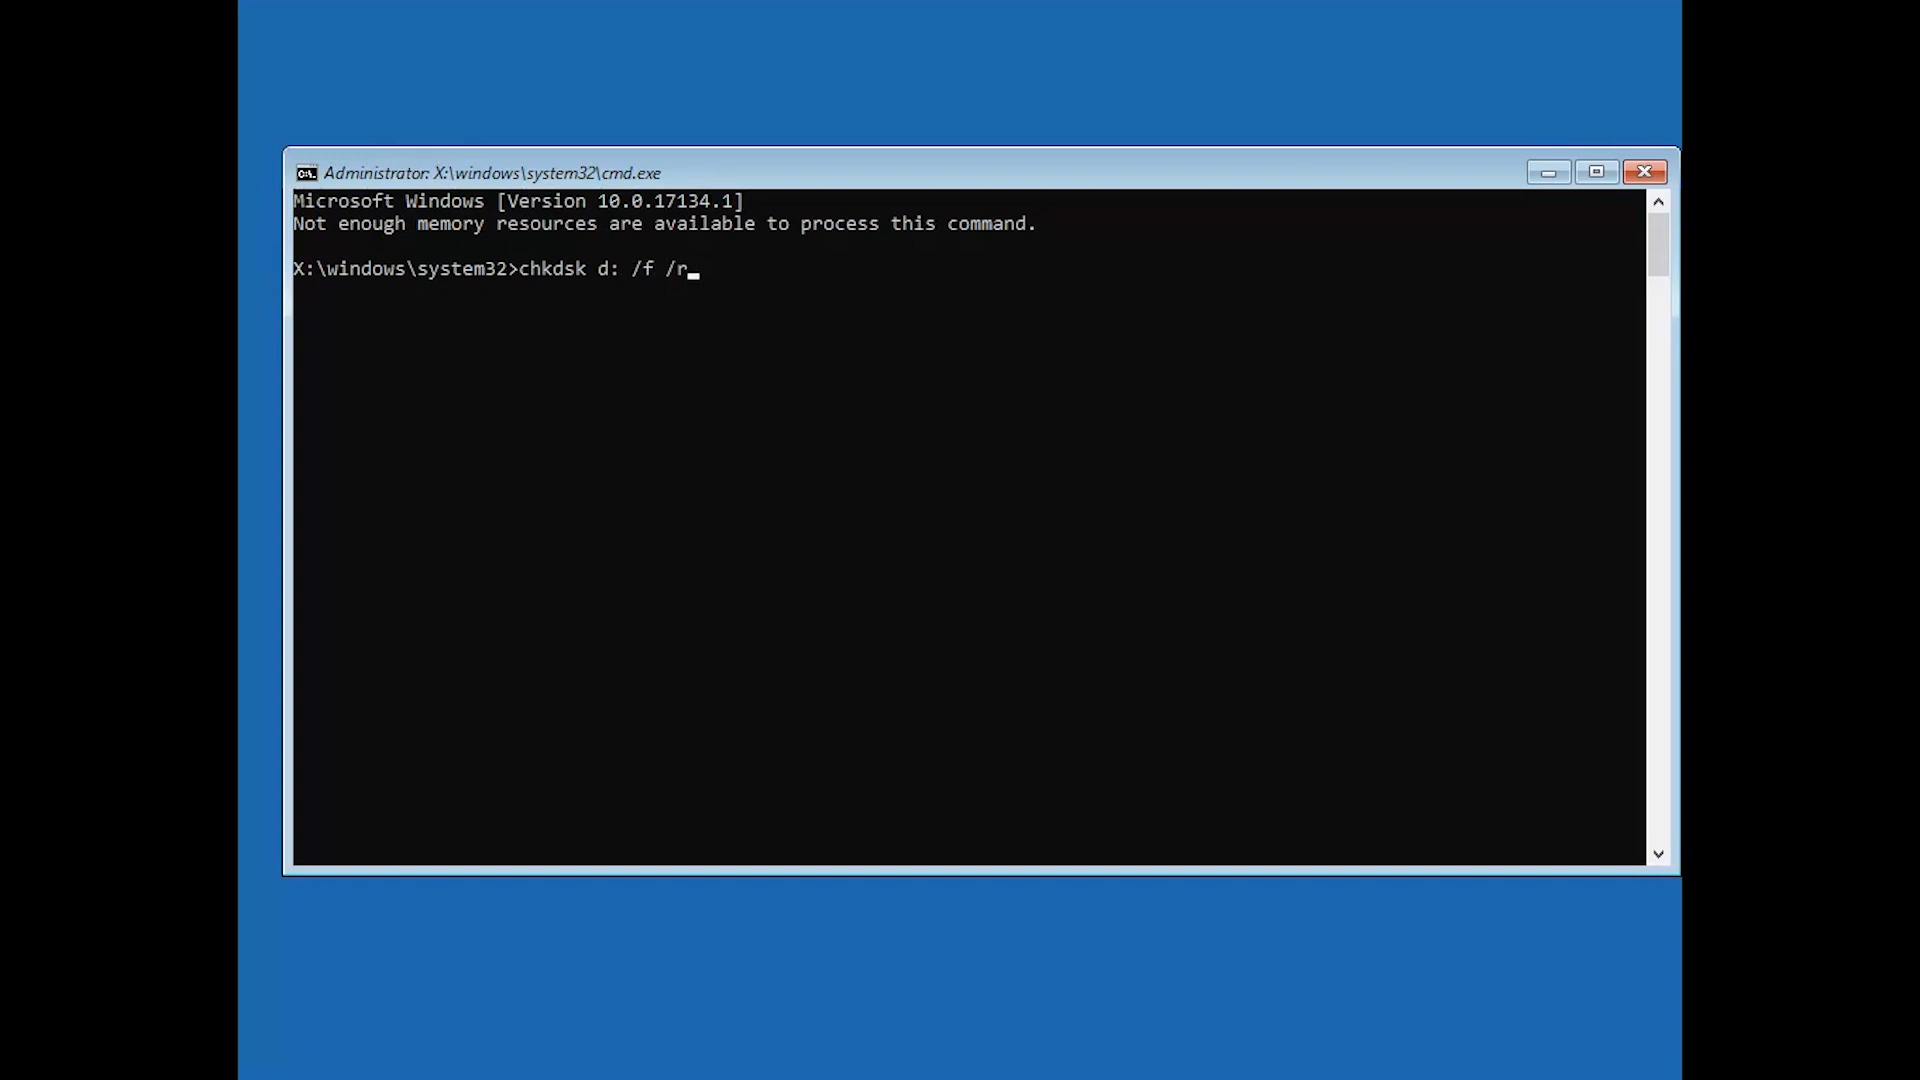 Administrator: X:\windows\system32\cmd.exe
Microsoft Windows [Version 10.0.17134.1]
Not enough memory resources are available to process this command.
X:\windows\system32>chkdsk d: /f /r